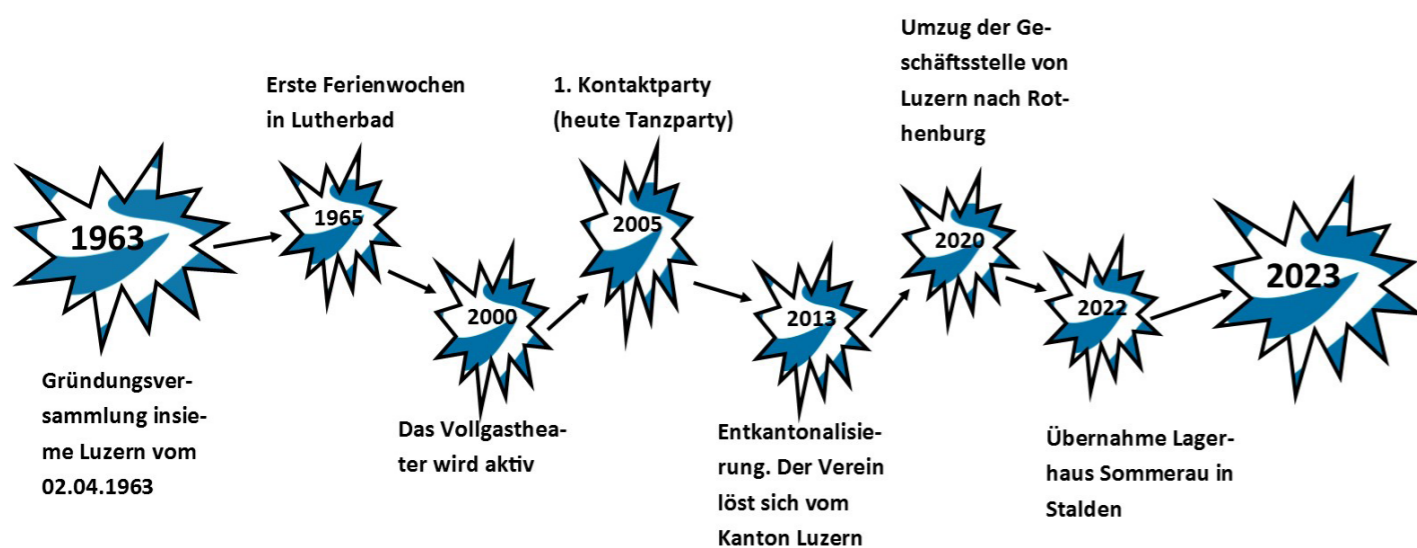 1963
Gründungsver-
sammlung insie-
me Luzern vom
02.04.1963
Erste Ferienwochen
in Lutherbad
1965
2000
Das Vollgasthea-
ter wird aktiv
1. Kontaktparty
(heute Tanzparty)
2005
2013
Entkantonalisie-
rung. Der Verein
löst sich vom
Kanton Luzern
Umzug der Ge-
schäftsstelle von
Luzern nach Rot-
henburg
2020
2022
Übernahme Lager-
haus Sommerau in
Stalden
2023